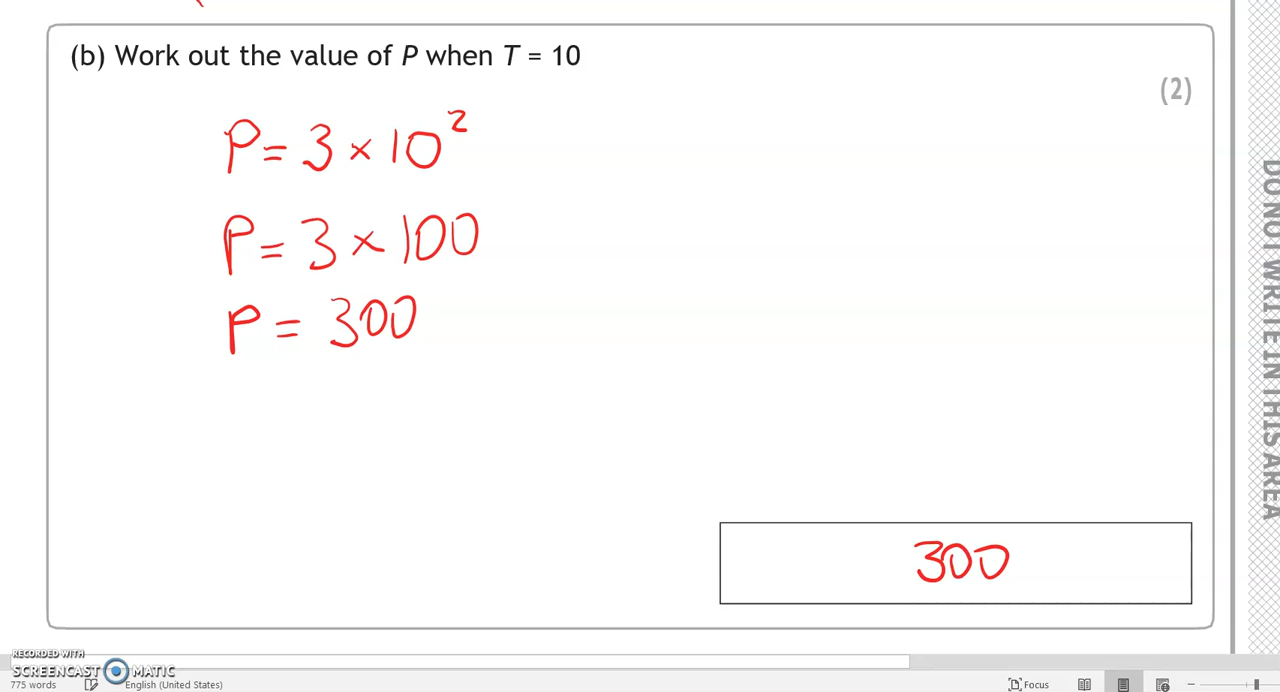 (b) Work out the value of P when T = 10
(2)
P = 3 × 10²
P = 3 × 100
P = 300
300
DO NOT WRITE IN THIS AREA
RECORDED WITH
SCREENCAST MATIC
775 words English (United States) Focus